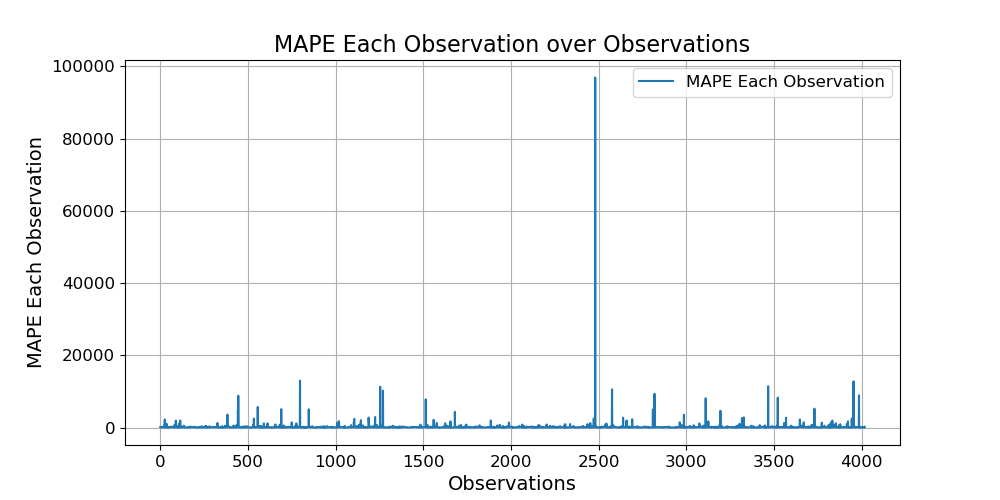 MAPE Each Observation over Observations
MAPE Each Observation
100000
80000
60000
40000
20000
0
MAPE Each Observation
0 500 1000 1500 2000 2500 3000 3500 4000
Observations